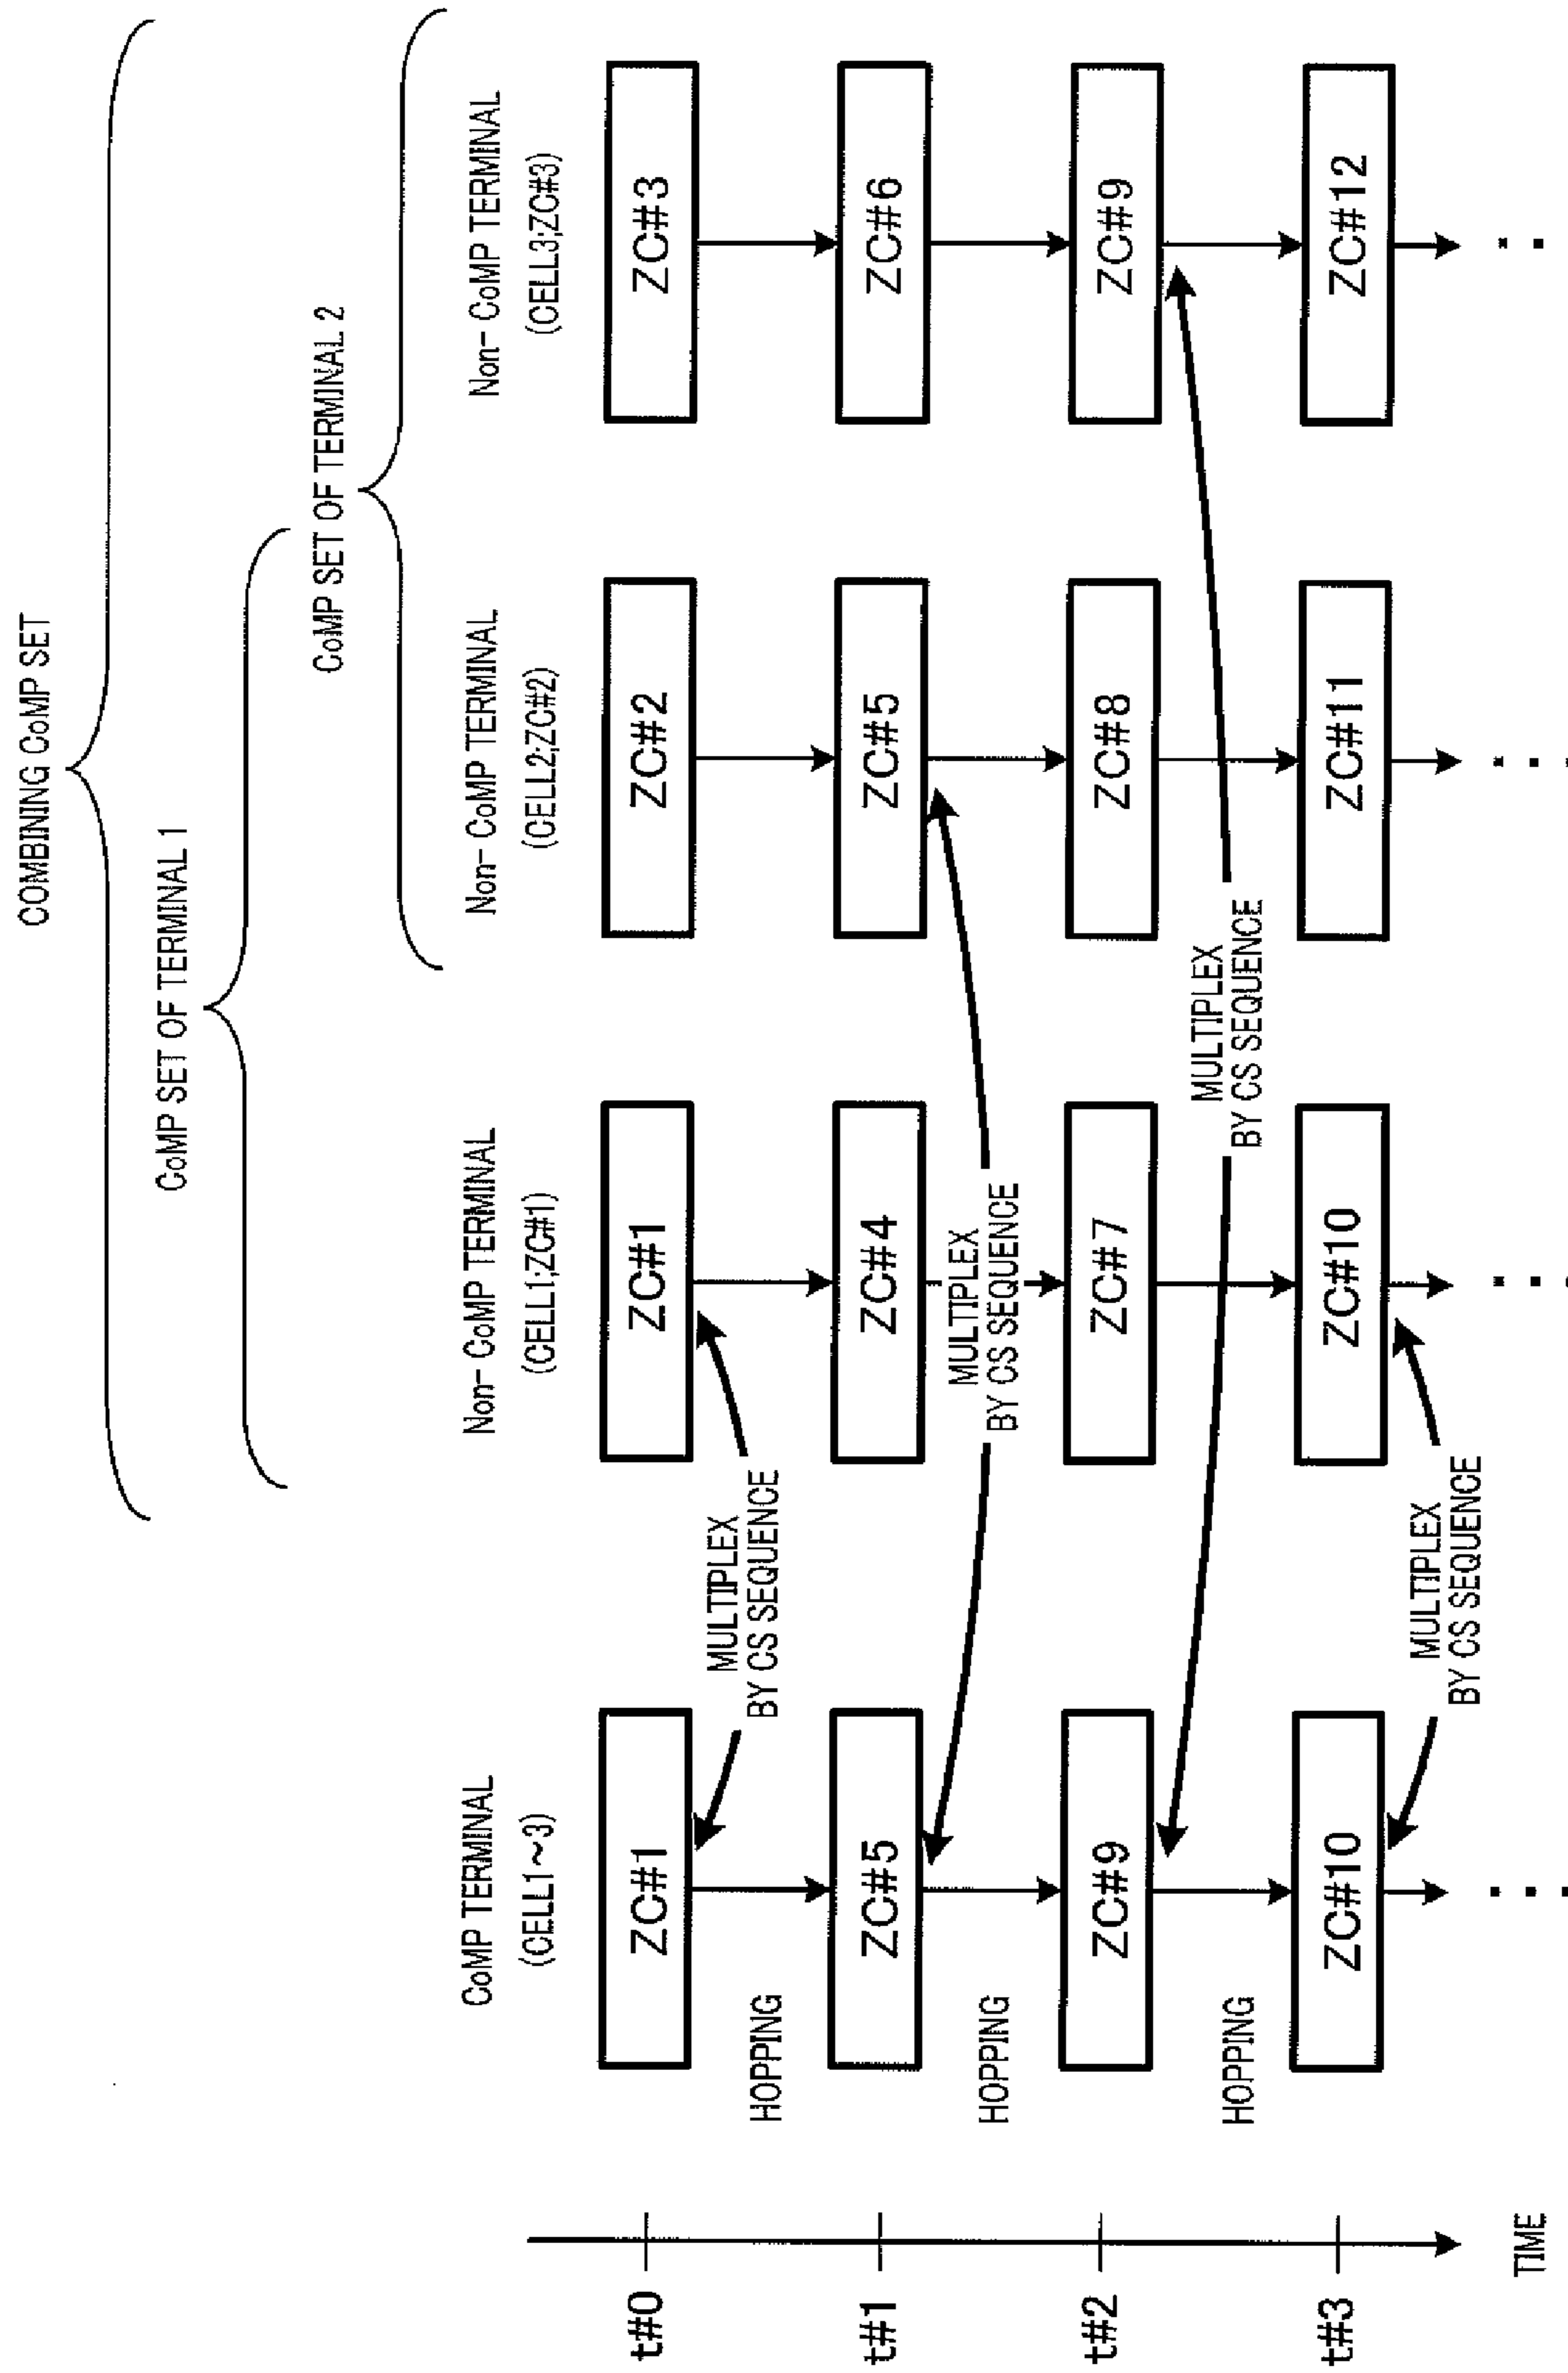 COMBINING CoMP SET
CoMP SET OF TERMINAL 1
CoMP SET OF TERMINAL 2
CoMP TERMINAL
(CELL1~3)
Non- CoMP TERMINAL
(CELL1;ZC#1)
Non- CoMP TERMINAL
(CELL2;ZC#2)
Non- CoMP TERMINAL
(CELL3;ZC#3)
t#0
ZC#1
ZC#1
ZC#2
ZC#3
HOPPING
MULTIPLEX
BY CS SEQUENCE
t#1
ZC#5
ZC#4
ZC#5
ZC#6
HOPPING
MULTIPLEX
BY CS SEQUENCE
t#2
ZC#9
ZC#7
ZC#8
ZC#9
HOPPING
MULTIPLEX
BY CS SEQUENCE
t#3
ZC#10
ZC#10
ZC#11
ZC#12
MULTIPLEX
BY CS SEQUENCE
TIME